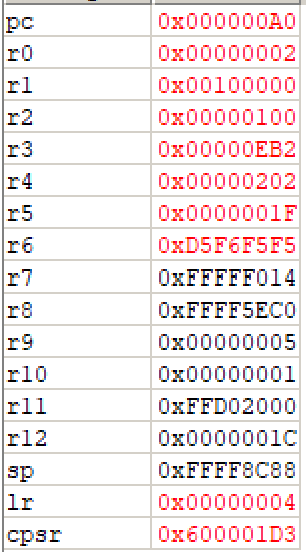 pc 0x000000A0
r0 0x00000002
r1 0x00100000
r2 0x00000100
r3 0x00000EB2
r4 0x00000202
r5 0x0000001F
r6 0xD5F6F5F5
r7 0xFFFFF014
r8 0xFFFF5EC0
r9 0x00000005
r10 0x00000001
r11 0xFFD02000
r12 0x0000001C
sp 0xFFFF8C88
lr 0x00000004
cpsr 0x600001D3